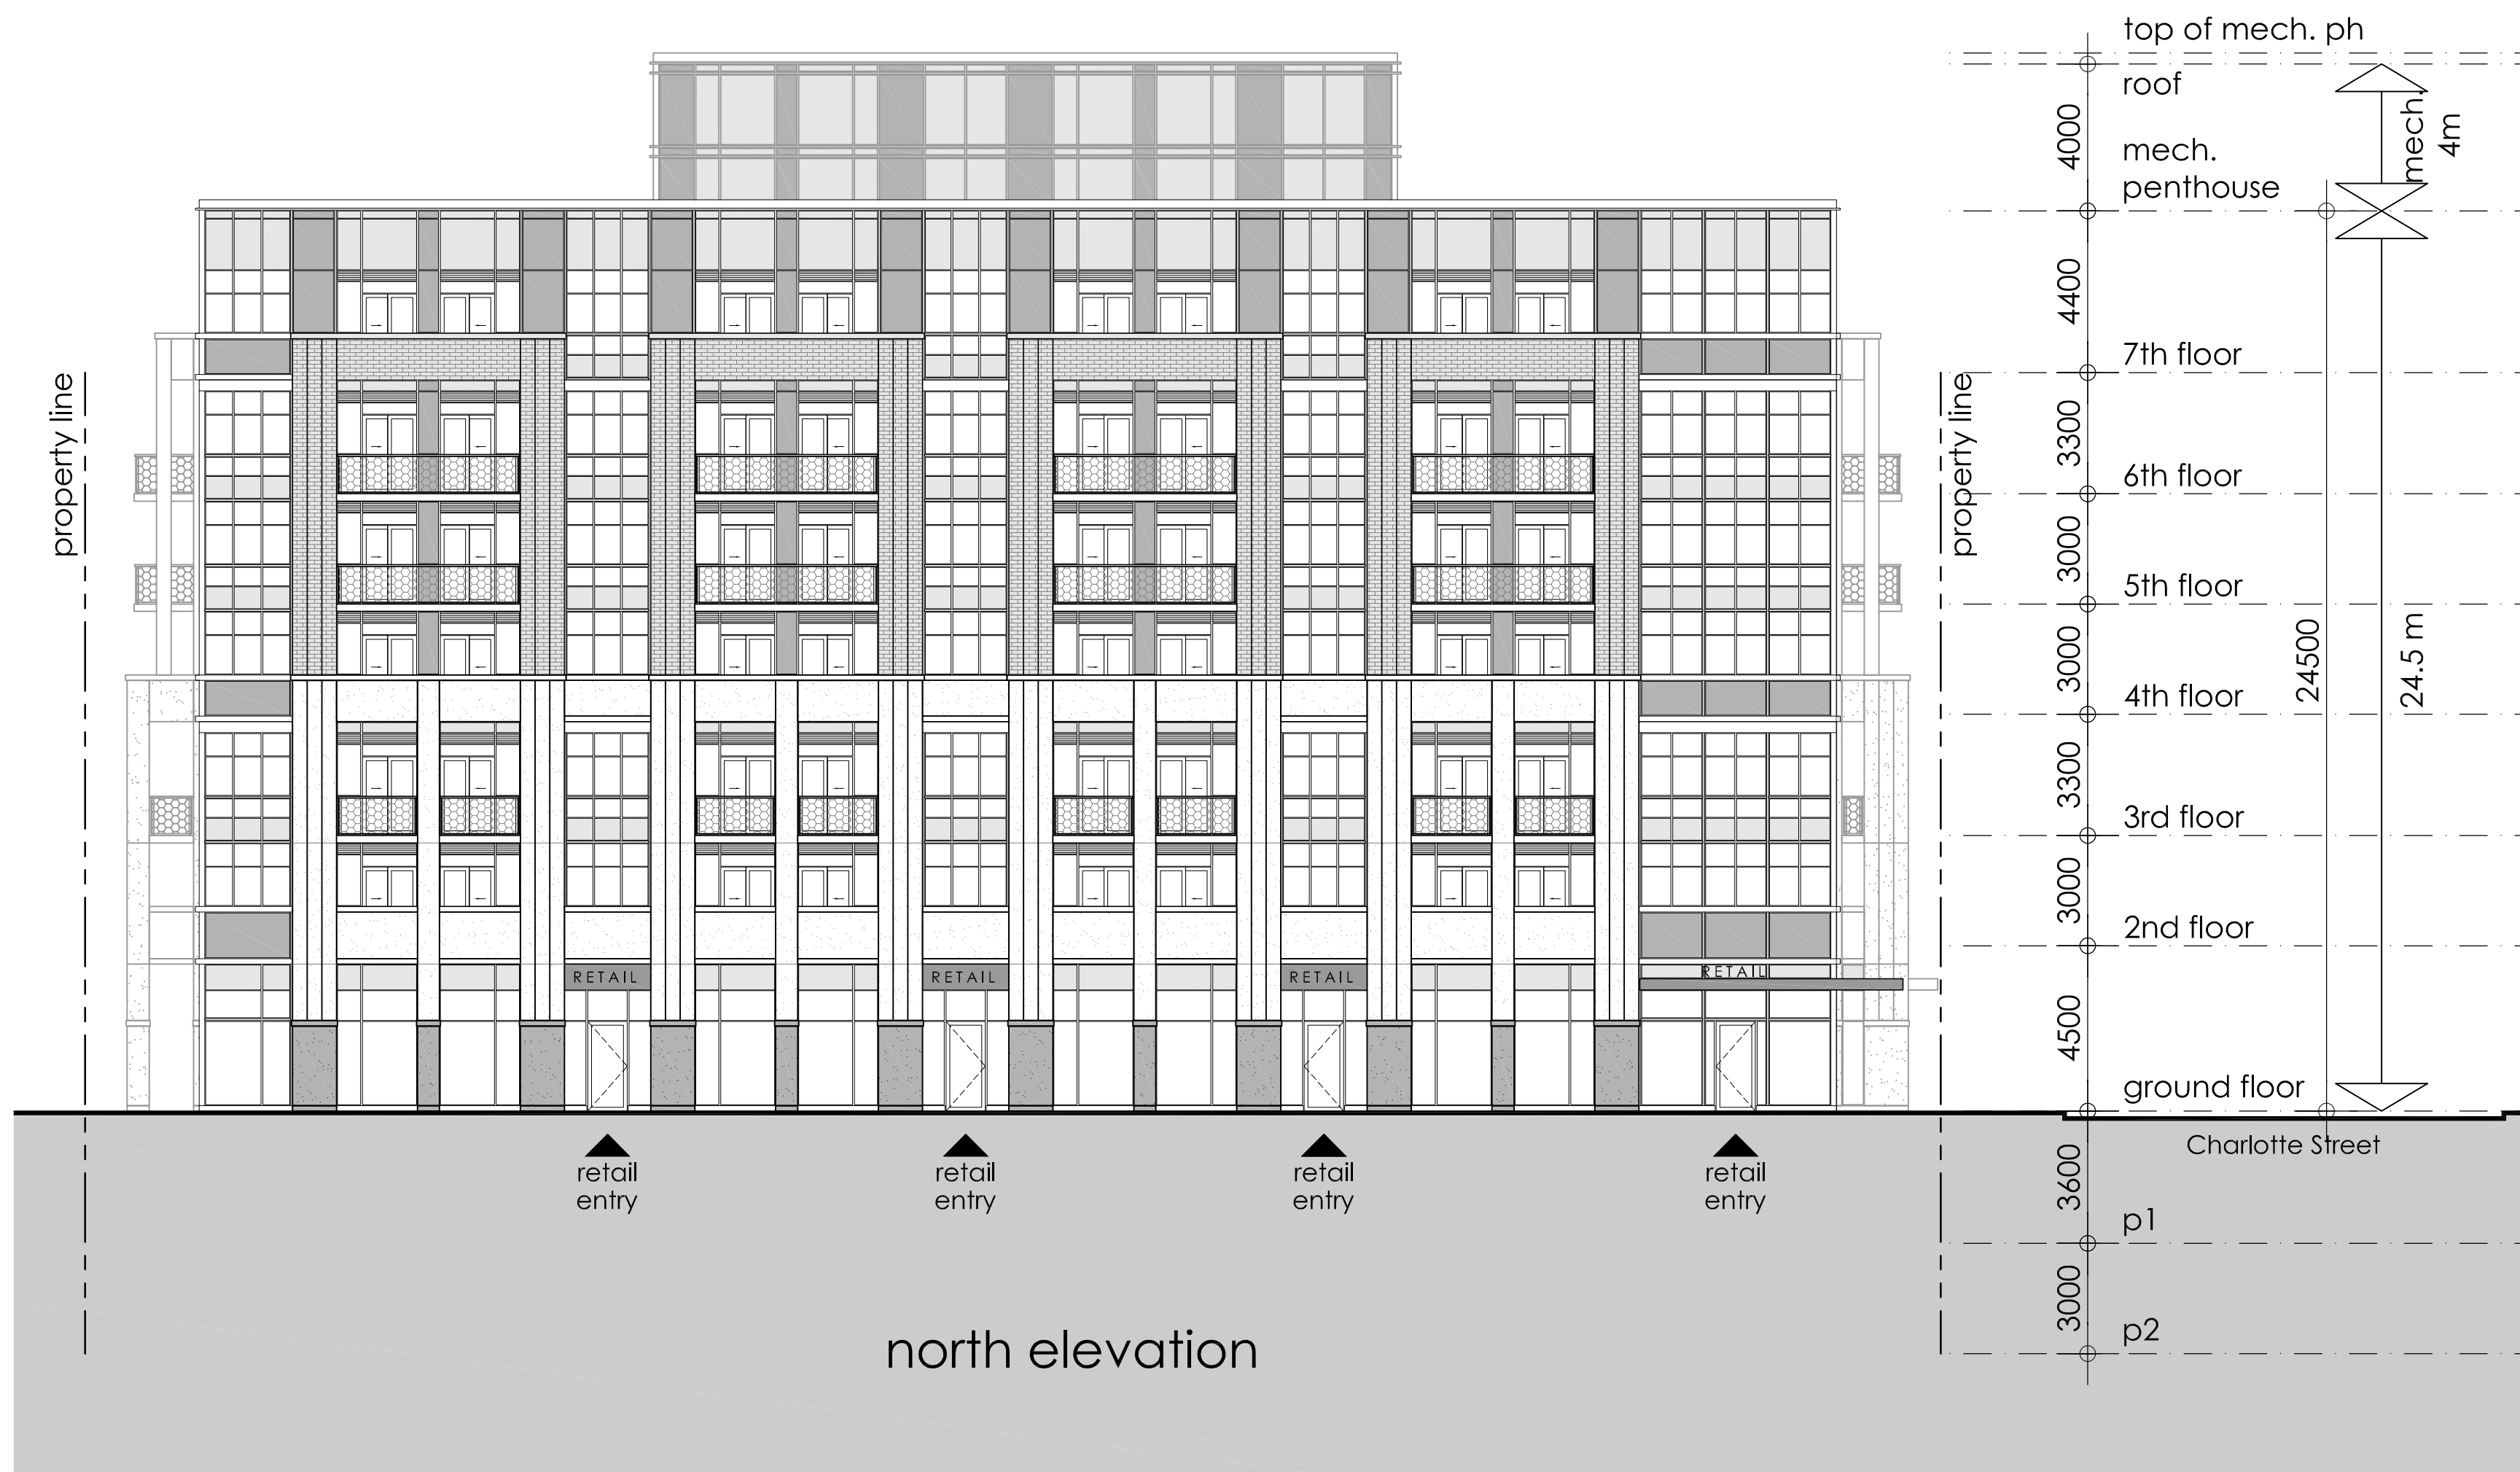 top of mech. ph
roof
mech.
4m
4000
mech.
penthouse
4400
7th floor
property line
property line
3300
6th floor
3000
5th floor
3000
24500
24.5 m
4th floor
3300
3rd floor
3000
2nd floor
RETAIL
RETAIL
RETAIL
RETAIL
4500
ground floor
Charlotte Street
retail
entry
retail
entry
retail
entry
retail
entry
3600
p1
3000
p2
north elevation